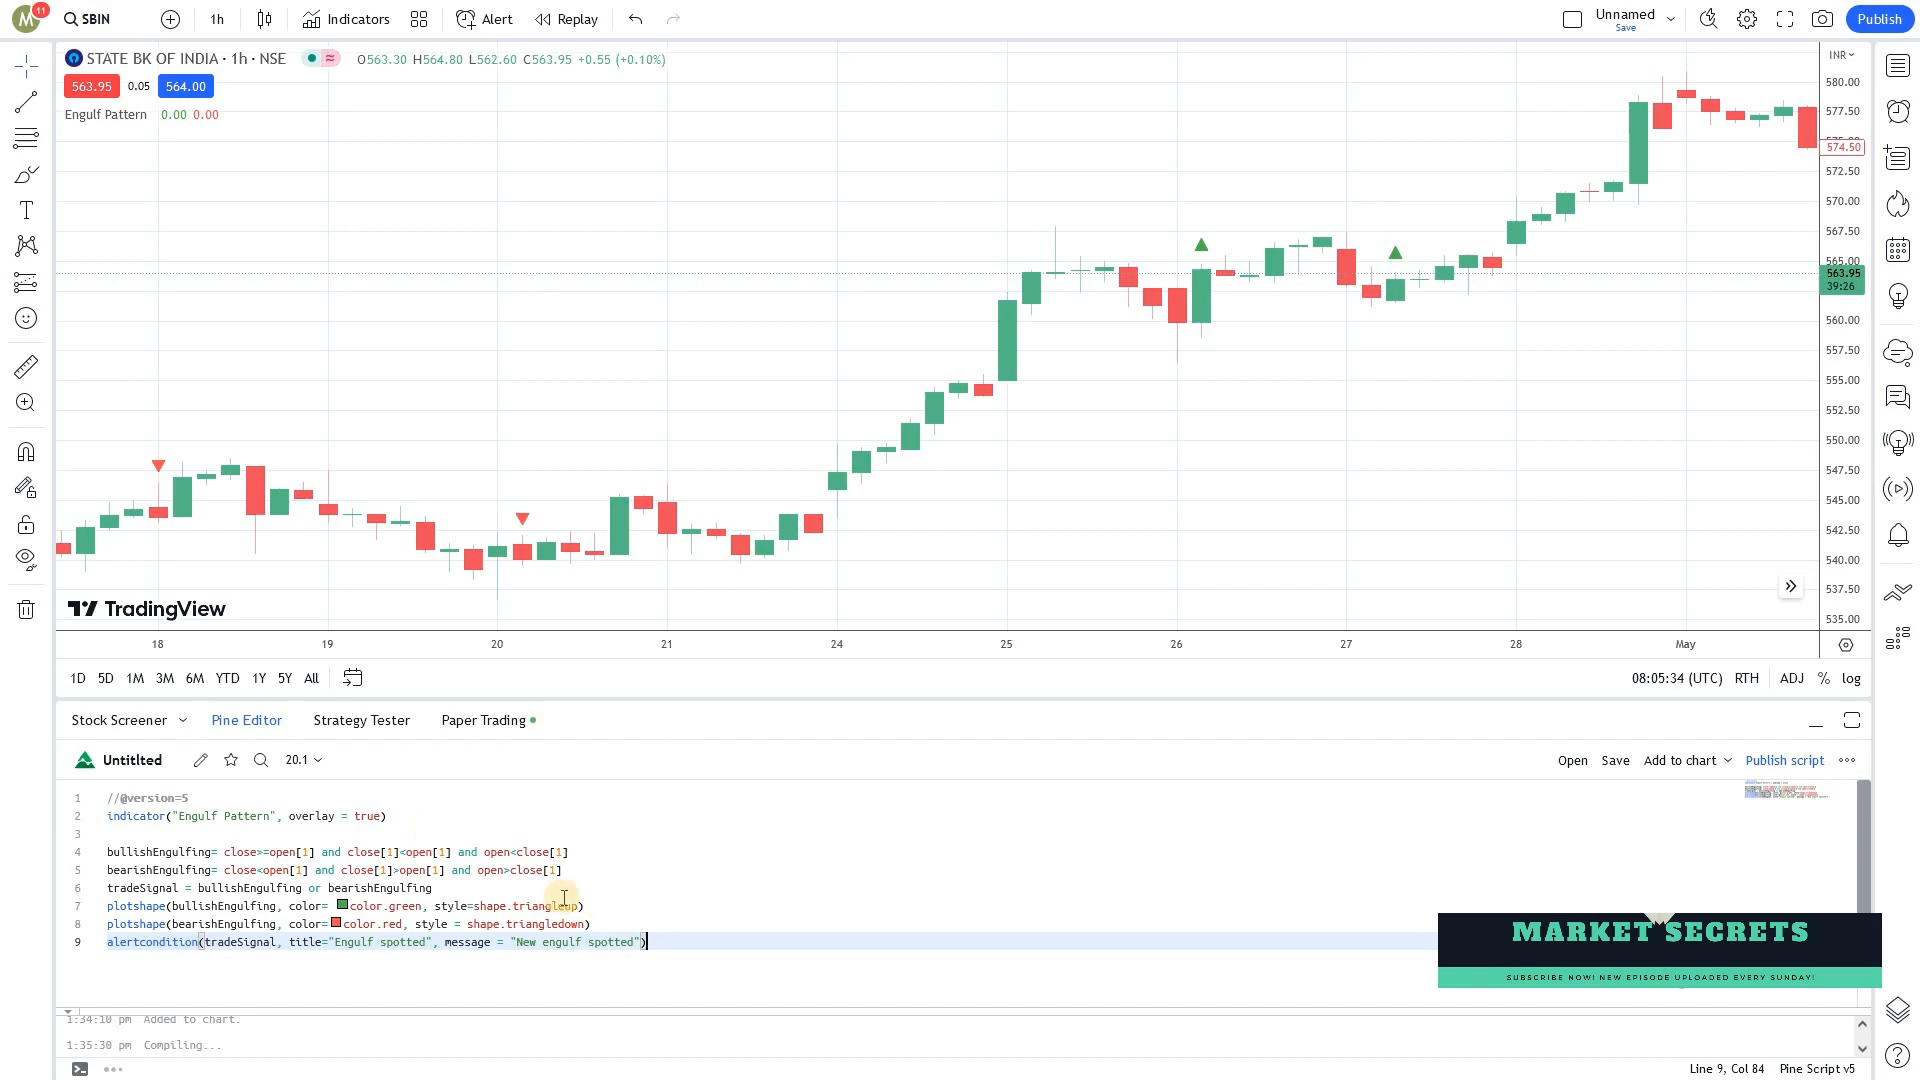 M 11 SBIN 1h Indicators Alert Replay Unnamed Save Publish
STATE BK OF INDIA · 1h · NSE O563.30 H564.80 L562.60 C563.95 +0.55 (+0.10%) INR
563.95 0.05 564.00
Engulf Pattern 0.00 0.00
580.00
577.50
575.00
574.50
572.50
570.00
567.50
565.00
563.95
39:26
560.00
557.50
555.00
552.50
550.00
547.50
545.00
542.50
540.00
537.50
535.00
TradingView
18 19 20 21 24 25 26 27 28 May
1D 5D 1M 3M 6M YTD 1Y 5Y All 08:05:34 (UTC) RTH ADJ % log
Stock Screener Pine Editor Strategy Tester Paper Trading
Untitlted 20.1 Open Save Add to chart Publish script
1 //@version=5
2 indicator("Engulf Pattern", overlay = true)
3
4 bullishEngulfing= close>=open[1] and close[1]<open[1] and open<close[1]
5 bearishEngulfing= close<open[1] and close[1]>open[1] and open>close[1]
6 tradeSignal = bullishEngulfing or bearishEngulfing
7 plotshape(bullishEngulfing, color= color.green, style=shape.triangleup)
8 plotshape(bearishEngulfing, color= color.red, style = shape.triangledown)
9 alertcondition(tradeSignal, title="Engulf spotted", message = "New engulf spotted")
MARKET SECRETS
SUBSCRIBE NOW! NEW EPISODE UPLOADED EVERY SUNDAY!
1:34:10 pm Added to chart.
1:35:30 pm Compiling...
Line 9, Col 84 Pine Script v5